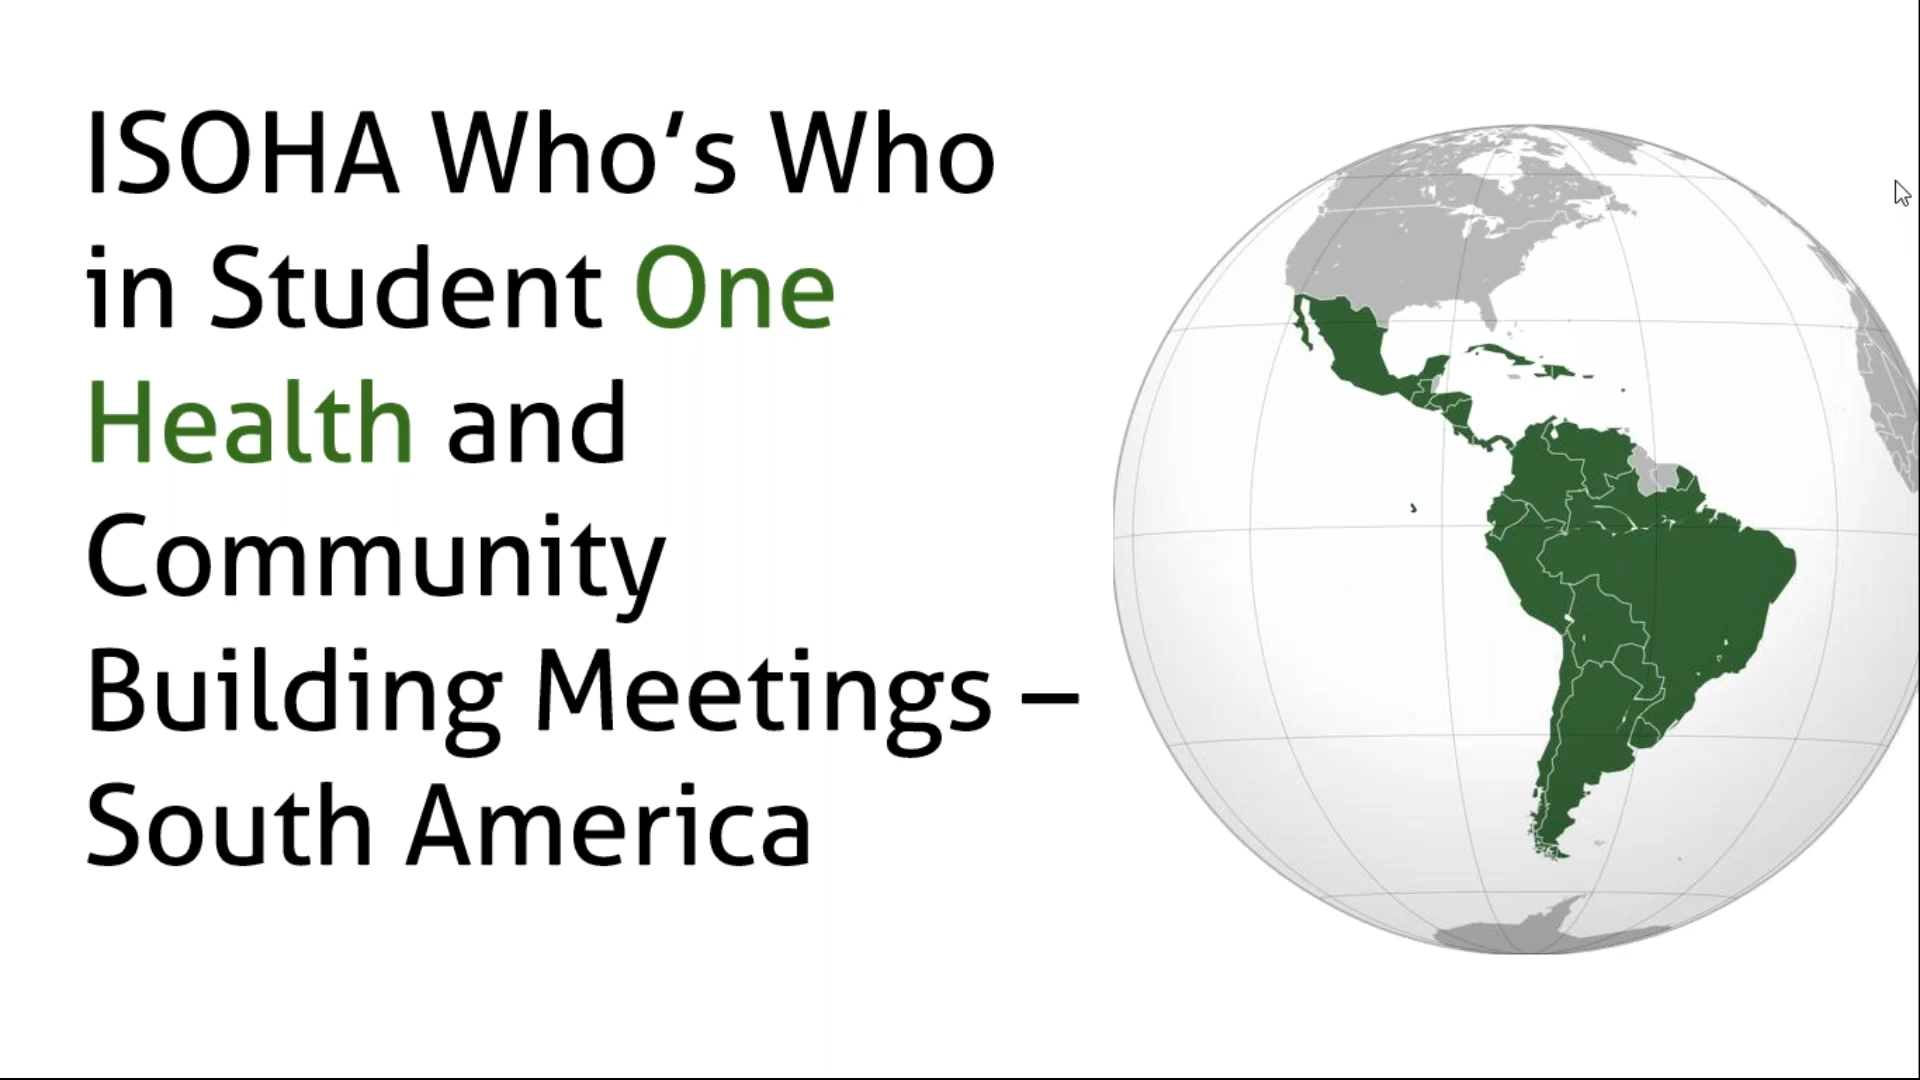 ISOHA Who's Who
in Student One
Health and
Community
Building Meetings –
South America